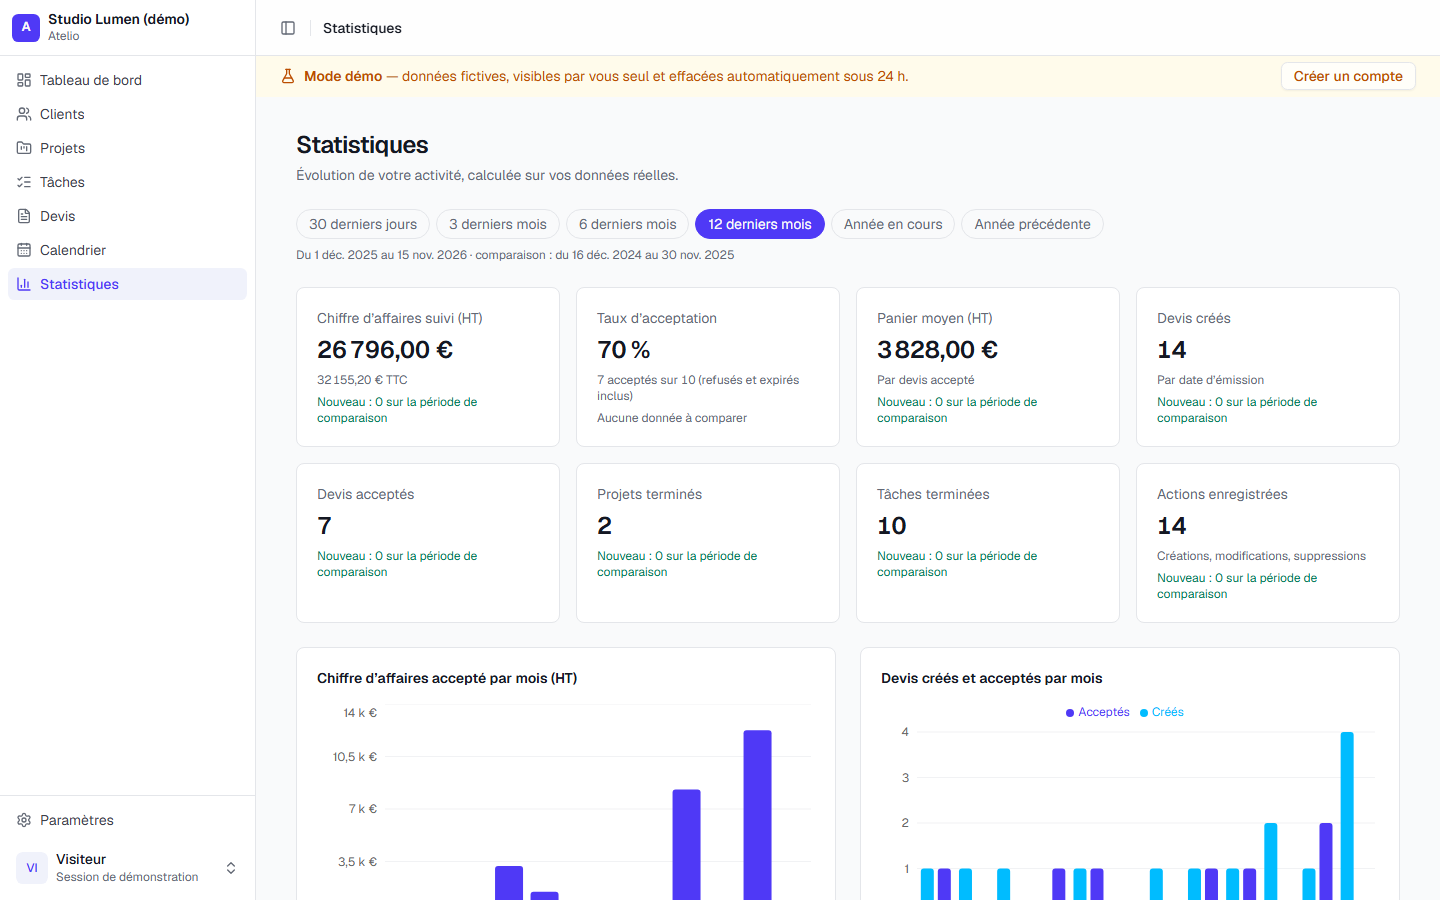 A
Studio Lumen (démo)
Atelio
Tableau de bord
Clients
Projets
Tâches
Devis
Calendrier
Statistiques
Paramètres
VI
Visiteur
Session de démonstration
Statistiques
Mode démo — données fictives, visibles par vous seul et effacées automatiquement sous 24 h.
Créer un compte
Statistiques
Évolution de votre activité, calculée sur vos données réelles.
30 derniers jours
3 derniers mois
6 derniers mois
12 derniers mois
Année en cours
Année précédente
Du 1 déc. 2025 au 15 nov. 2026 · comparaison : du 16 déc. 2024 au 30 nov. 2025
Chiffre d’affaires suivi (HT)
26 796,00 €
32 155,20 € TTC
Nouveau : 0 sur la période de
comparaison
Taux d’acceptation
70 %
7 acceptés sur 10 (refusés et expirés
inclus)
Aucune donnée à comparer
Panier moyen (HT)
3 828,00 €
Par devis accepté
Nouveau : 0 sur la période de
comparaison
Devis créés
14
Par date d’émission
Nouveau : 0 sur la période de
comparaison
Devis acceptés
7
Nouveau : 0 sur la période de
comparaison
Projets terminés
2
Nouveau : 0 sur la période de
comparaison
Tâches terminées
10
Nouveau : 0 sur la période de
comparaison
Actions enregistrées
14
Créations, modifications, suppressions
Nouveau : 0 sur la période de
comparaison
Chiffre d’affaires accepté par mois (HT)
14 k €
10,5 k €
7 k €
3,5 k €
Devis créés et acceptés par mois
Acceptés
Créés
4
3
2
1